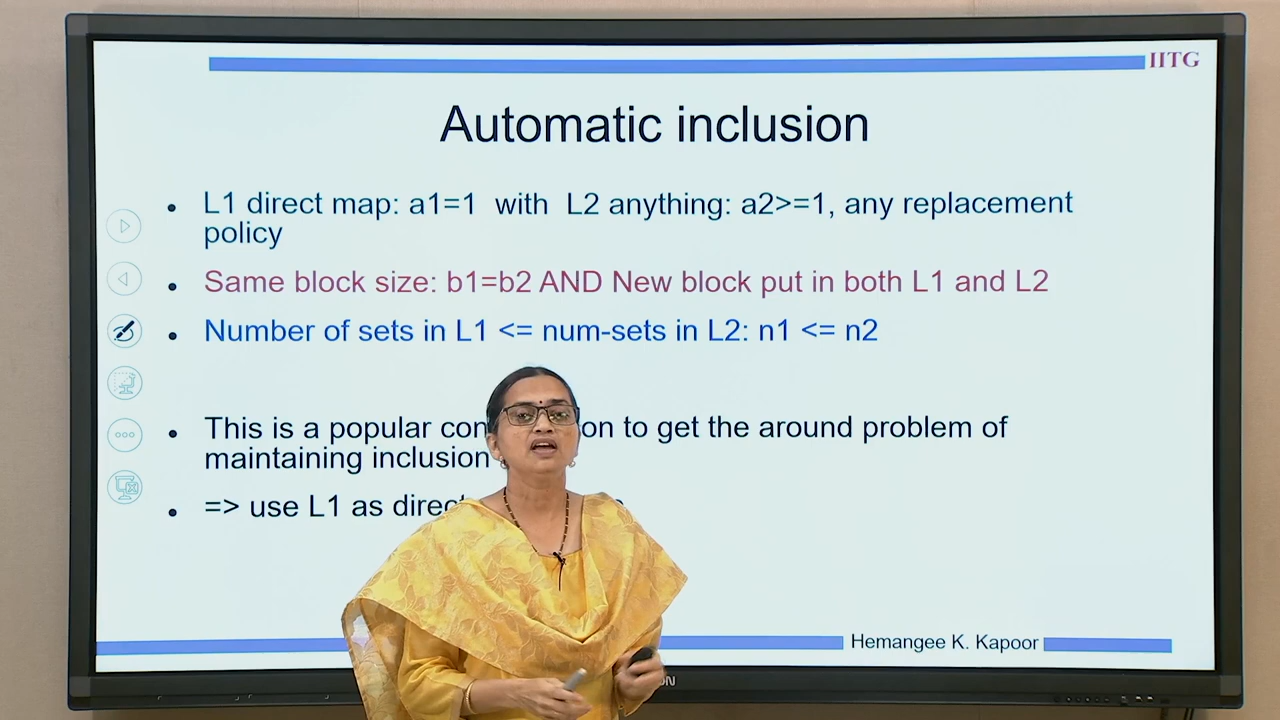 IITG
Automatic inclusion
• L1 direct map: a1=1 with L2 anything: a2>=1, any replacement
policy
• Same block size: b1=b2 AND New block put in both L1 and L2
• Number of sets in L1 <= num-sets in L2: n1 <= n2
• This is a popular on to get the around problem of
maintaining inclusion
• => use L1 as
Hemangee K. Kapoor